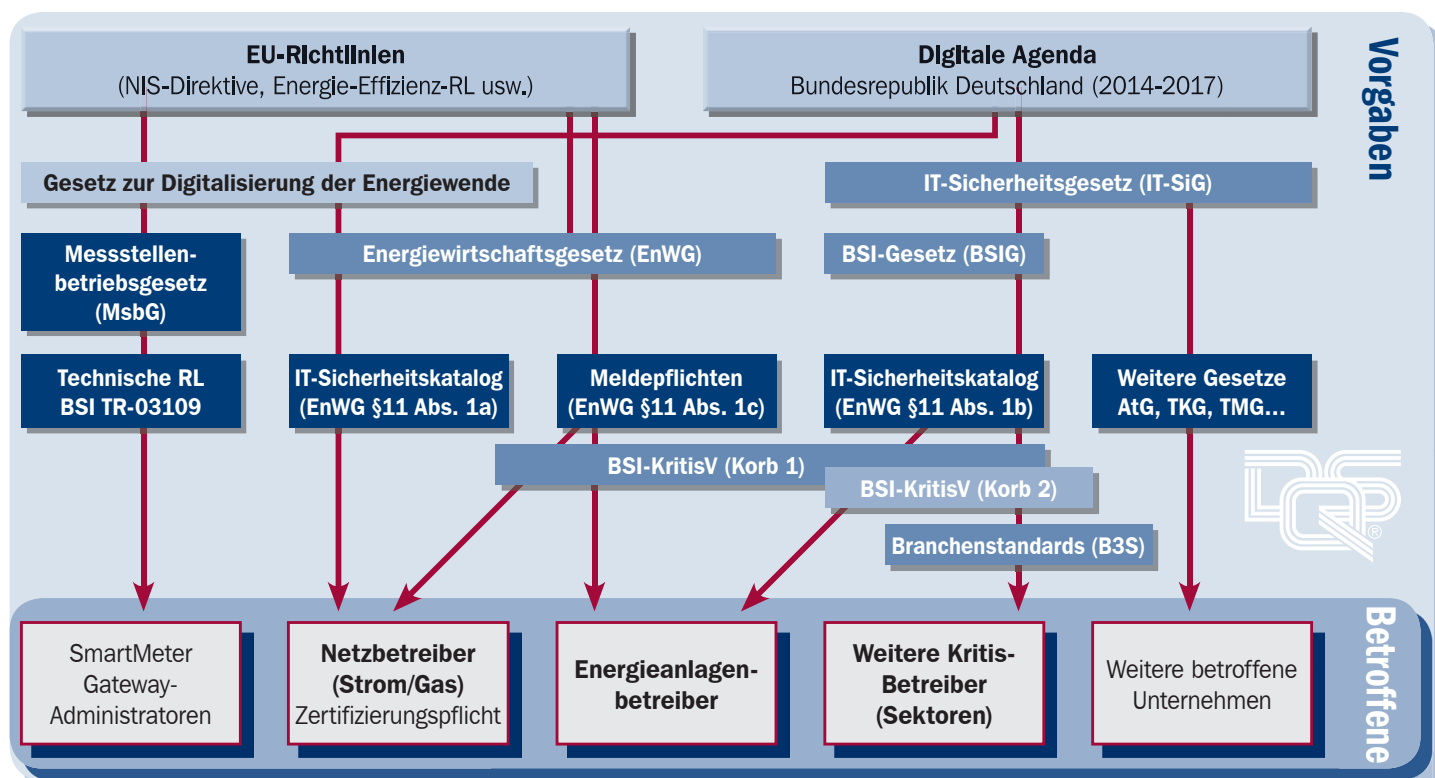 EU-Richtlinien
(NIS-Direktive, Energie-Effizienz-RL usw.)
Digitale Agenda
Bundesrepublik Deutschland (2014-2017)
Vorgaben
Gesetz zur Digitalisierung der Energiewende
IT-Sicherheitsgesetz (IT-SiG)
Messstellen-
betriebsgesetz
(MsbG)
Energiewirtschaftsgesetz (EnWG)
BSI-Gesetz (BSIG)
Technische RL
BSI TR-03109
IT-Sicherheitskatalog
(EnWG §11 Abs. 1a)
Meldepflichten
(EnWG §11 Abs. 1c)
IT-Sicherheitskatalog
(EnWG §11 Abs. 1b)
Weitere Gesetze
AtG, TKG, TMG...
BSI-KritisV (Korb 1)
BSI-KritisV (Korb 2)
DQS
®
Branchenstandards (B3S)
Betroffene
SmartMeter
Gateway-
Administratoren
Netzbetreiber
(Strom/Gas)
Zertifizierungspflicht
Energieanlagen-
betreiber
Weitere Kritis-
Betreiber
(Sektoren)
Weitere betroffene
Unternehmen